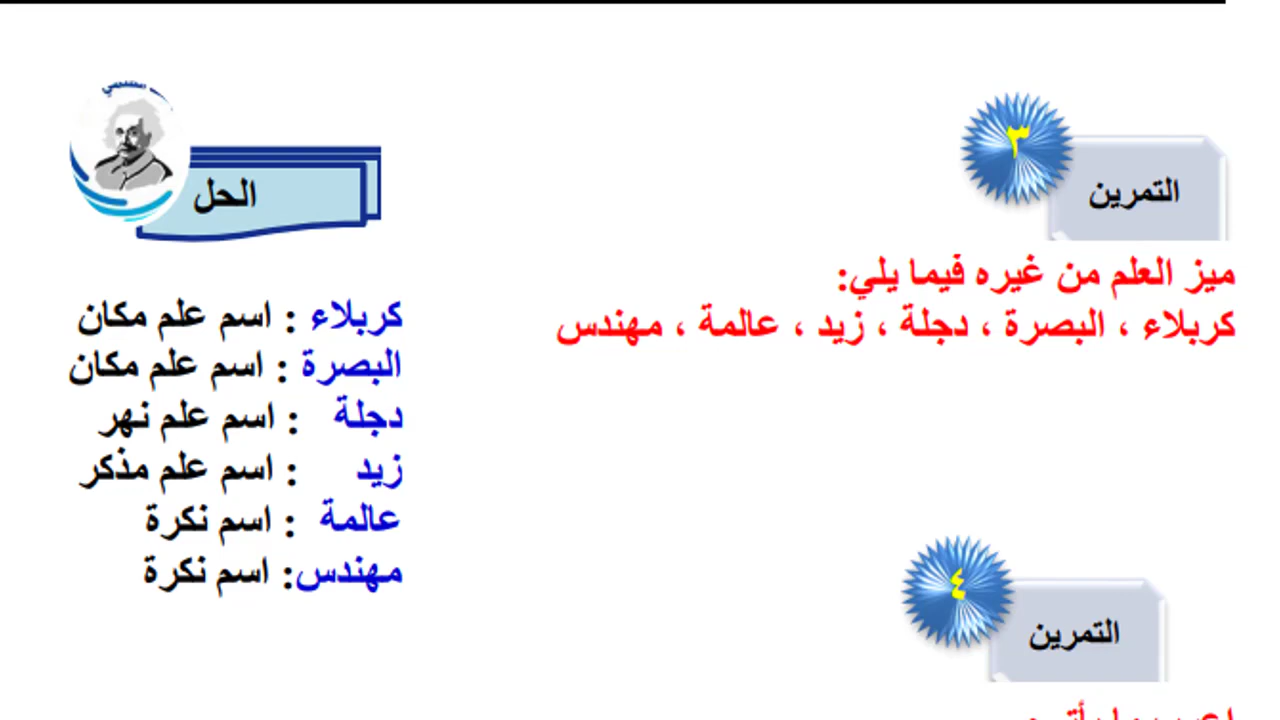 ٣
التمرين
ميز العلم من غيره فيما يلي:
كربلاء ، البصرة ، دجلة ، زيد ، عالمة ، مهندس
الحل
كربلاء : اسم علم مكان
البصرة : اسم علم مكان
دجلة : اسم علم نهر
زيد : اسم علم مذكر
عالمة : اسم نكرة
مهندس: اسم نكرة
٤
التمرين